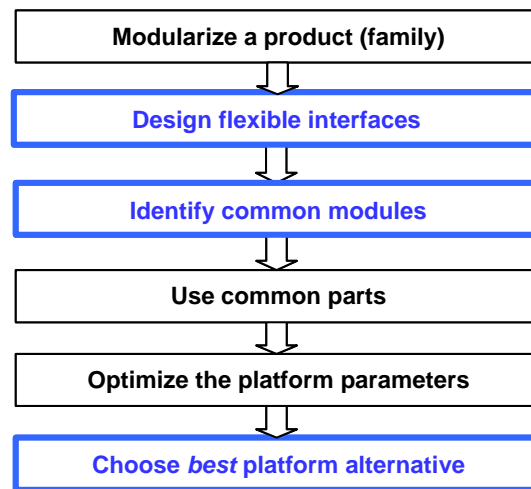 Modularize a product (family)
Design flexible interfaces
Identify common modules
Use common parts
Optimize the platform parameters
Choose best platform alternative